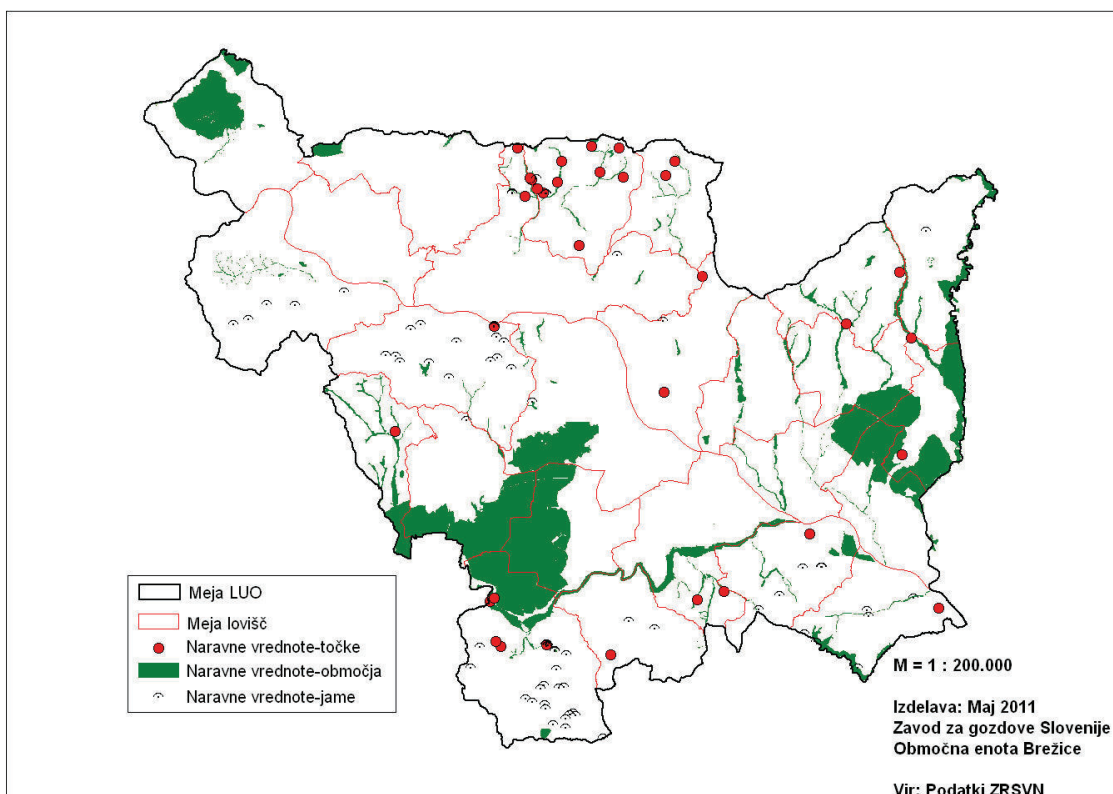 Meja LUO
Meja lovišč
Naravne vrednote-točke
Naravne vrednote-območja
Naravne vrednote-jame
M = 1 : 200.000
Izdelava: Maj 2011
Zavod za gozdove Slovenije
Območna enota Brežice
Vir: Podatki ZRSVN